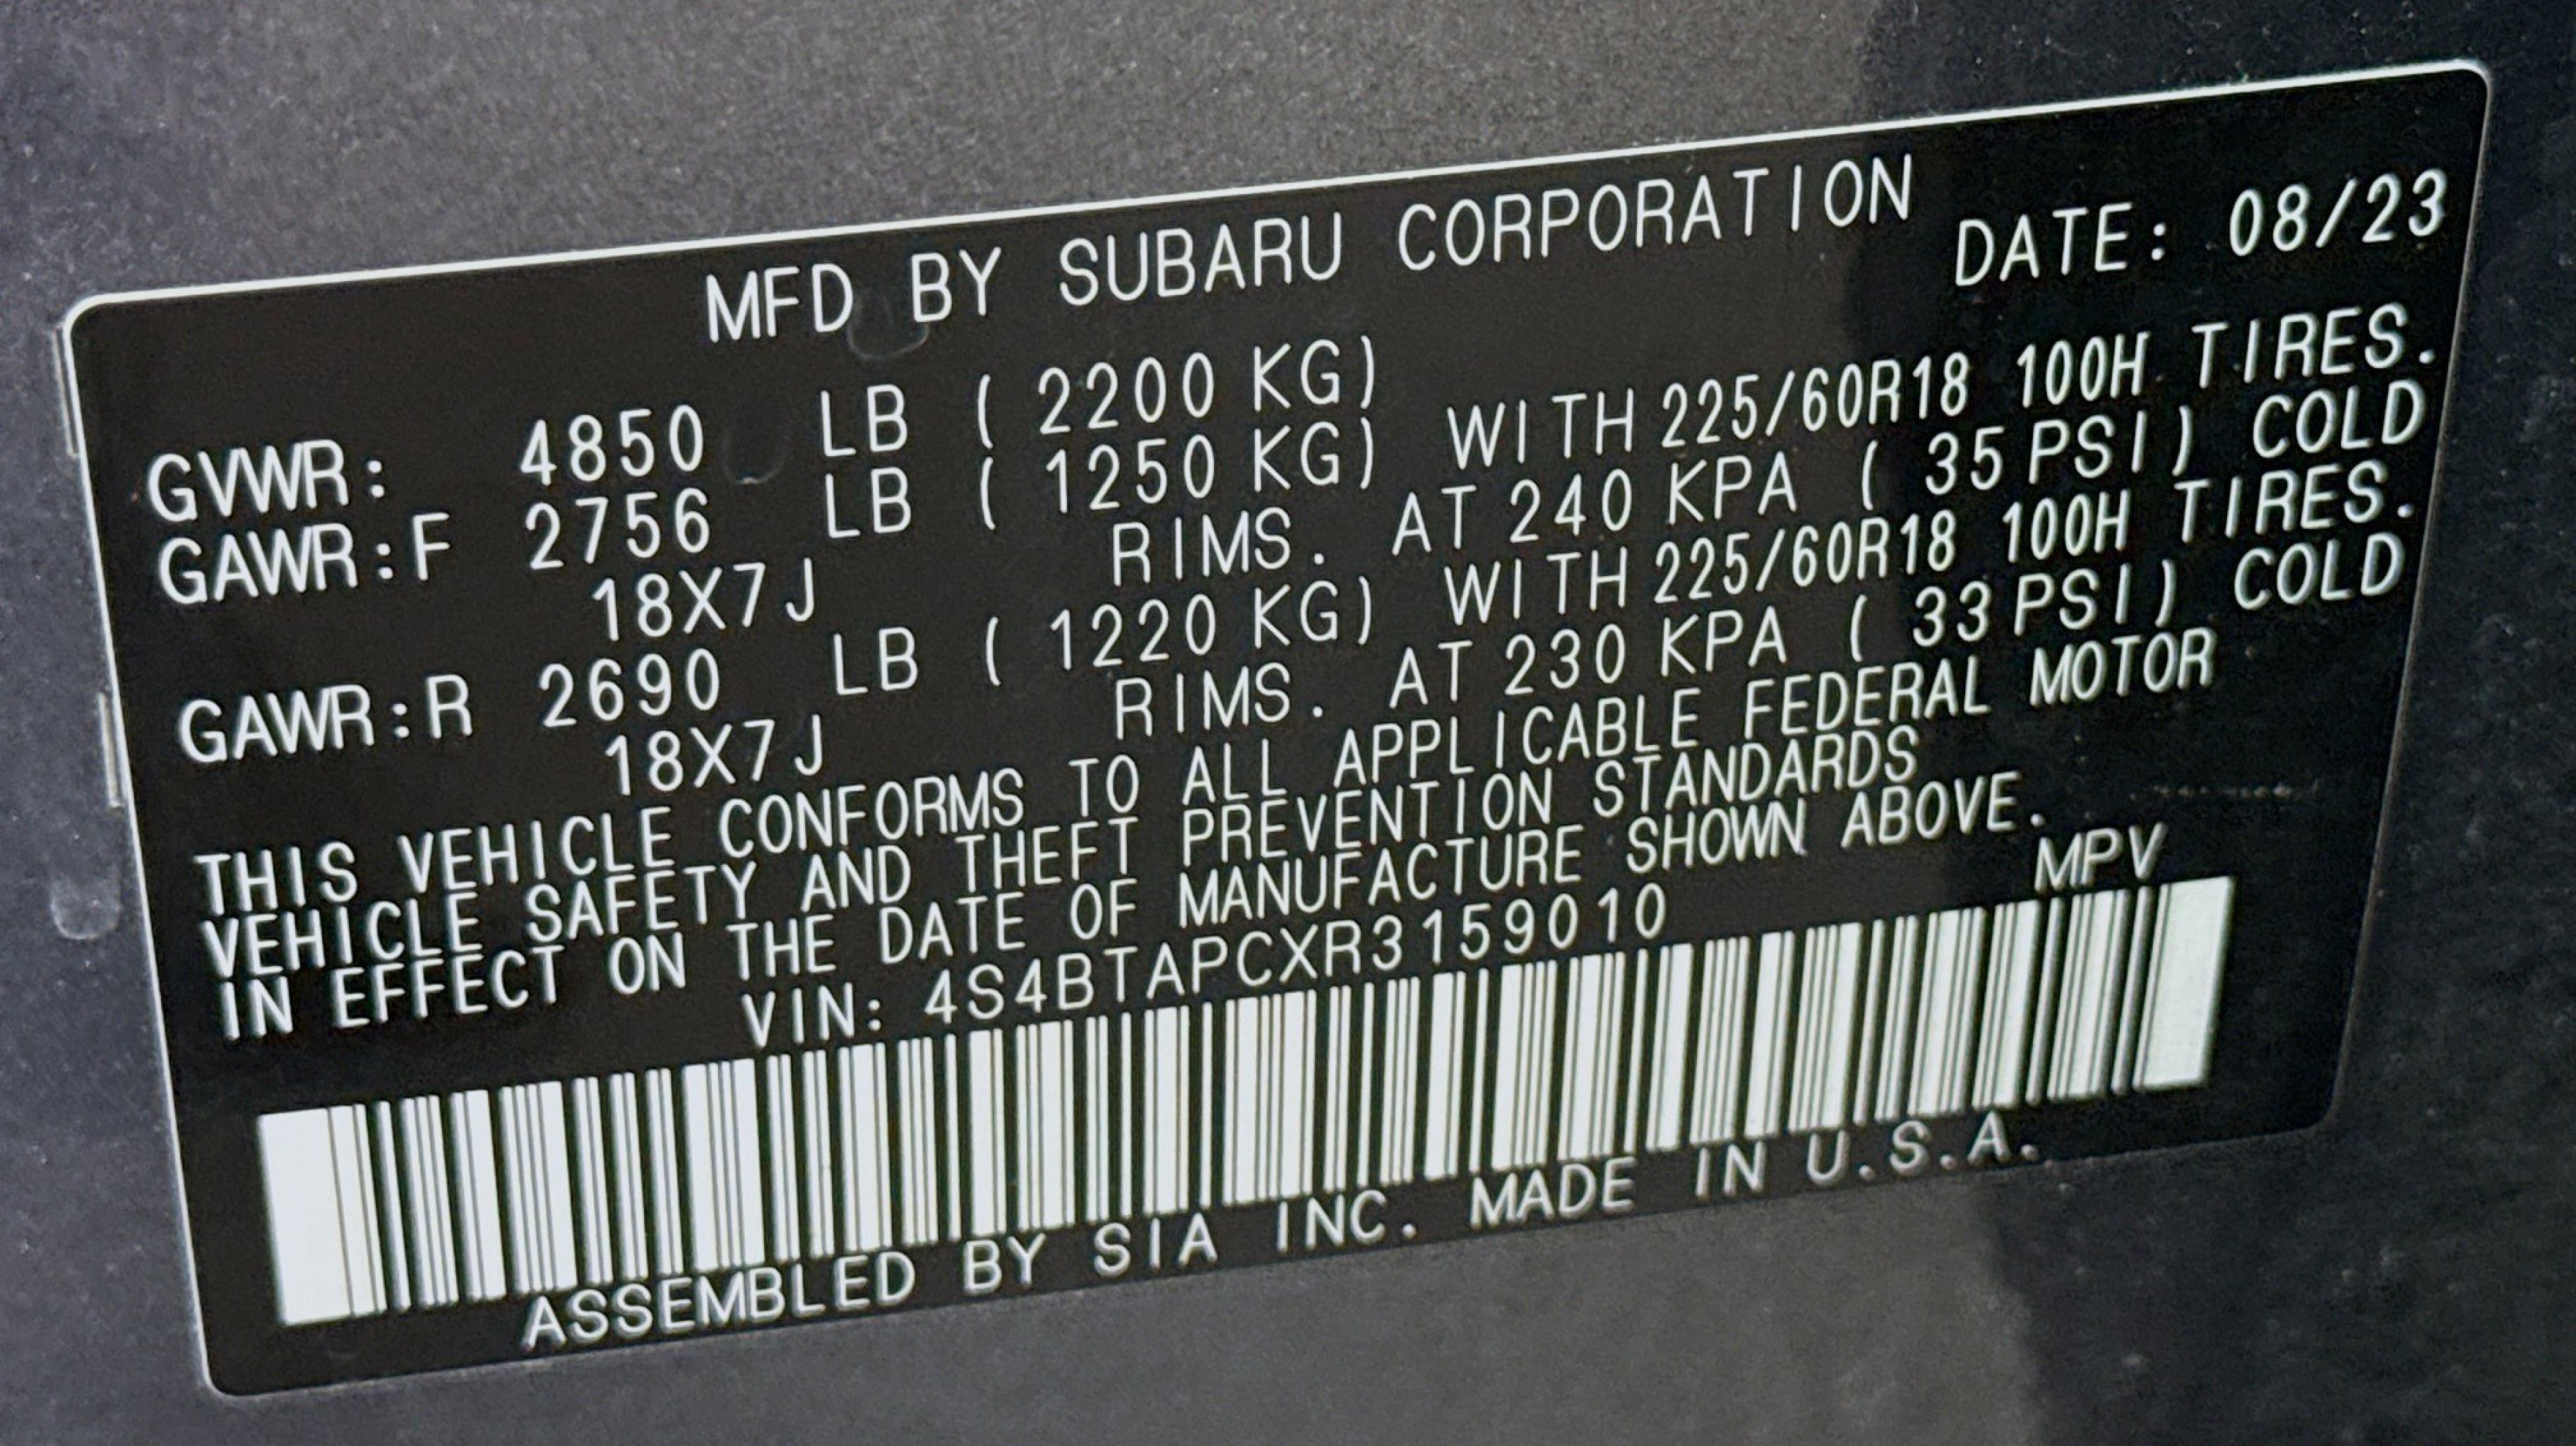 MFD BY SUBARU CORPORATION
DATE: 08/23
GVWR: 4850 LB ( 2200 KG)
GAWR:F 2756 LB ( 1250 KG) WITH 225/60R18 100H TIRES.
18X7J RIMS. AT 240 KPA ( 35 PSI) COLD
GAWR:R 2690 LB ( 1220 KG) WITH 225/60R18 100H TIRES.
18X7J RIMS. AT 230 KPA ( 33 PSI) COLD
THIS VEHICLE CONFORMS TO ALL APPLICABLE FEDERAL MOTOR
VEHICLE SAFETY AND THEFT PREVENTION STANDARDS
IN EFFECT ON THE DATE OF MANUFACTURE SHOWN ABOVE.
VIN: 4S4BTAPCXR3159010 MPV
ASSEMBLED BY SIA INC. MADE IN U.S.A.